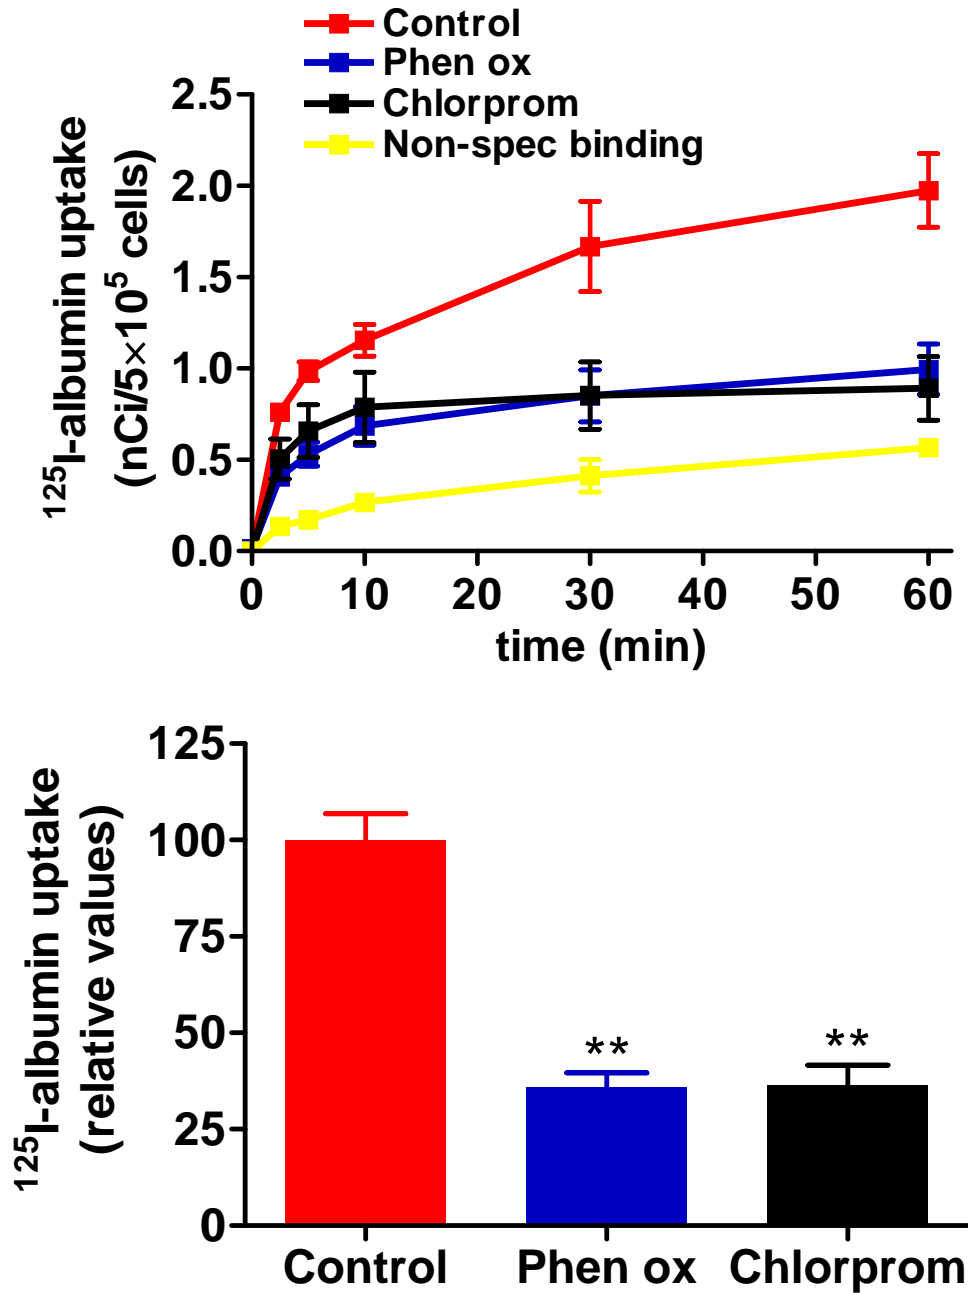 Control
Phen ox
Chlorprom
Non-spec binding
¹²⁵I-albumin uptake
(nCi/5×10⁵ cells)
2.5
2.0
1.5
1.0
0.5
0.0
0 10 20 30 40 50 60
time (min)
¹²⁵I-albumin uptake
(relative values)
125
100
75
50
25
0
** **
Control Phen ox Chlorprom